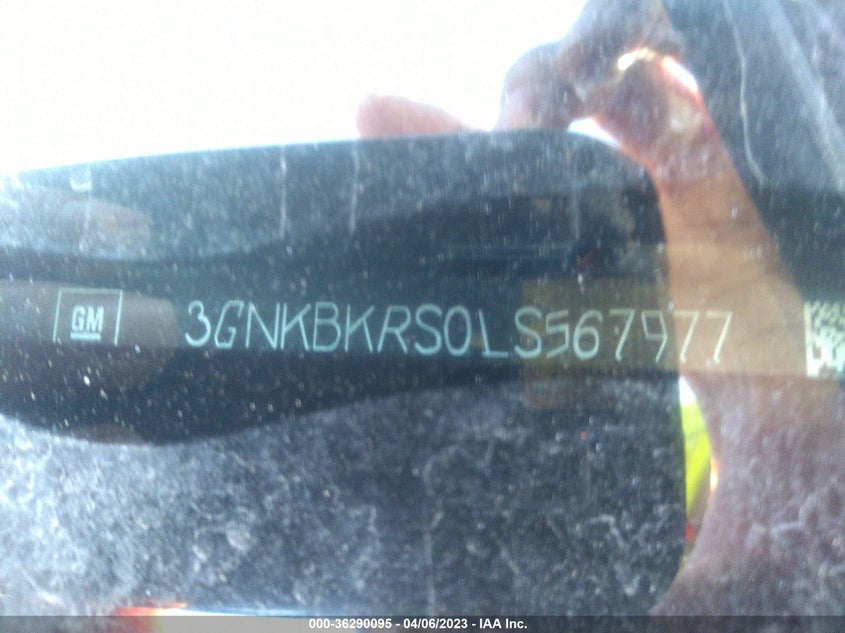 GM 3GNKBKRS0LS567977
000-36290095 - 04/06/2023 - IAA Inc.